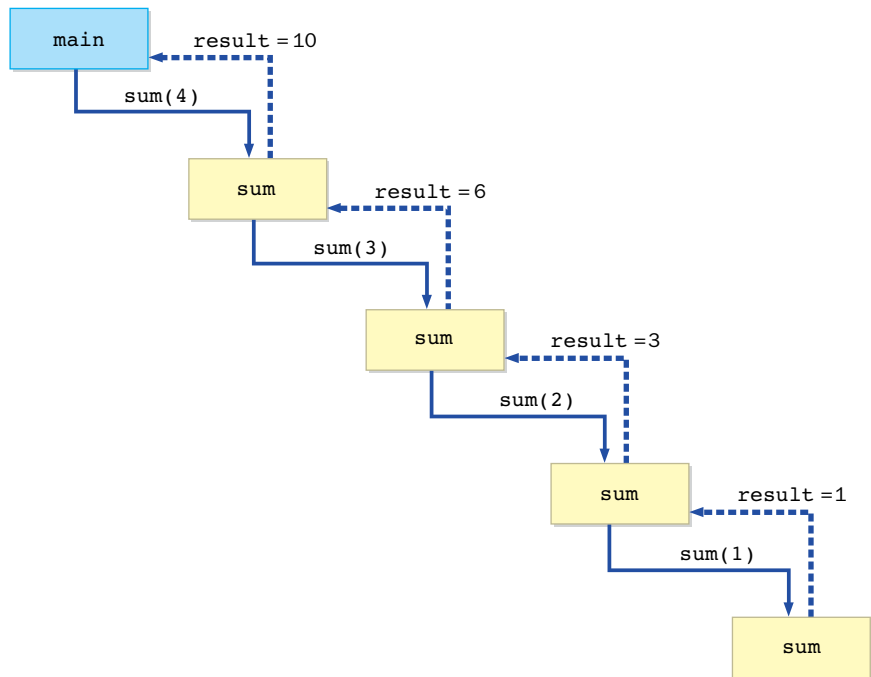 main
result = 10
sum(4)
sum
result = 6
sum(3)
sum
result =3
sum(2)
sum
result =1
sum(1)
sum